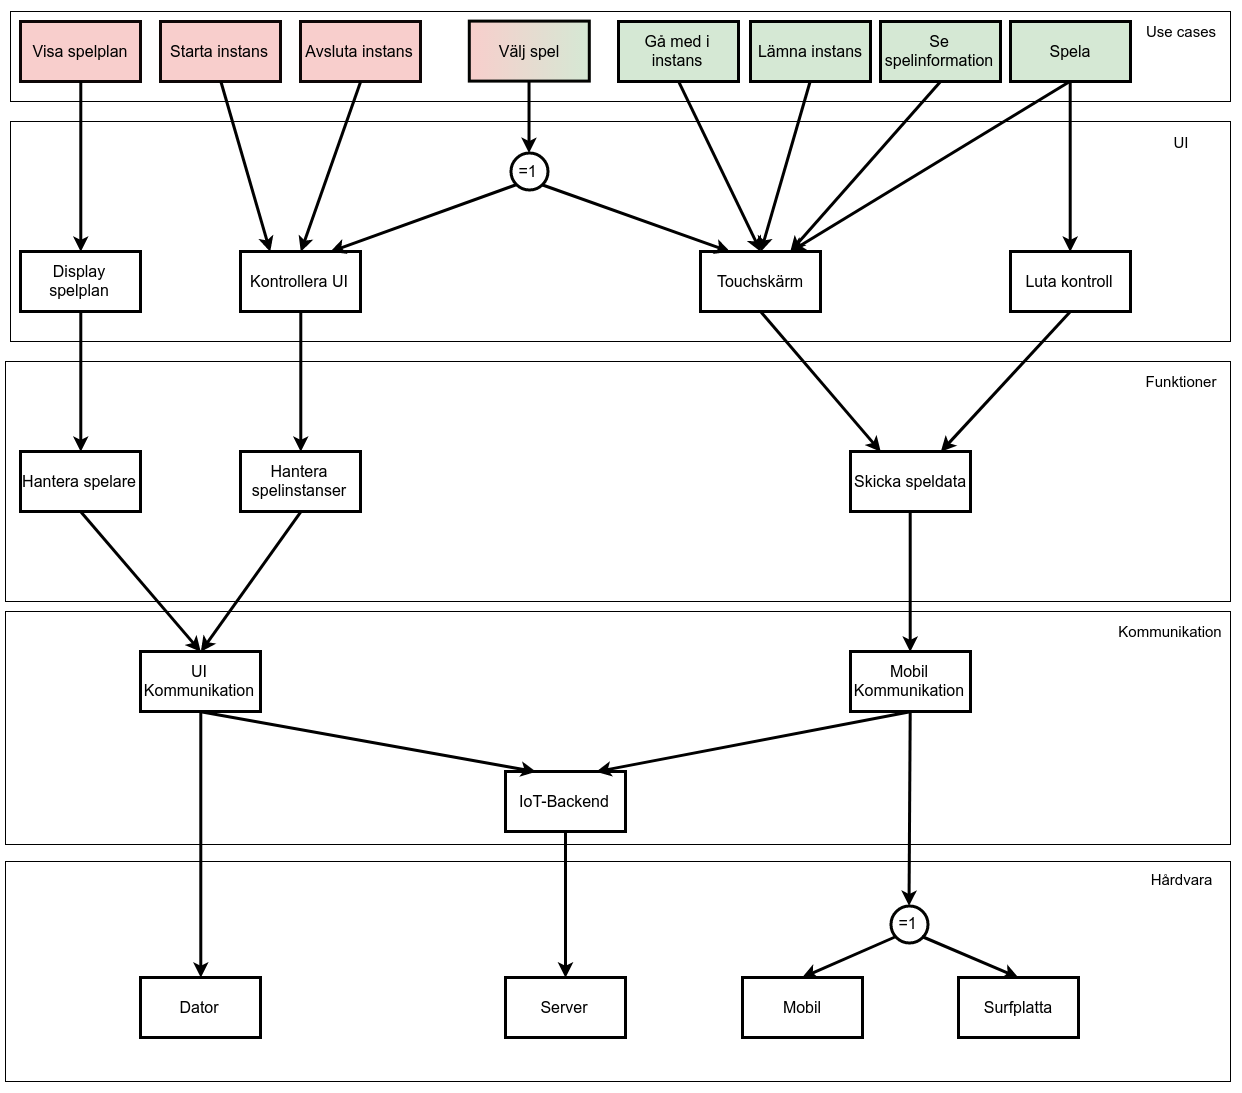 Use cases
Visa spelplan
Starta instans
Avsluta instans
Välj spel
Gå med i
instans
Lämna instans
Se
spelinformation
Spela
UI
=1
Display
spelplan
Kontrollera UI
Touchskärm
Luta kontroll
Funktioner
Hantera spelare
Hantera
spelinstanser
Skicka speldata
Kommunikation
UI
Kommunikation
Mobil
Kommunikation
IoT-Backend
Hårdvara
=1
Dator
Server
Mobil
Surfplatta